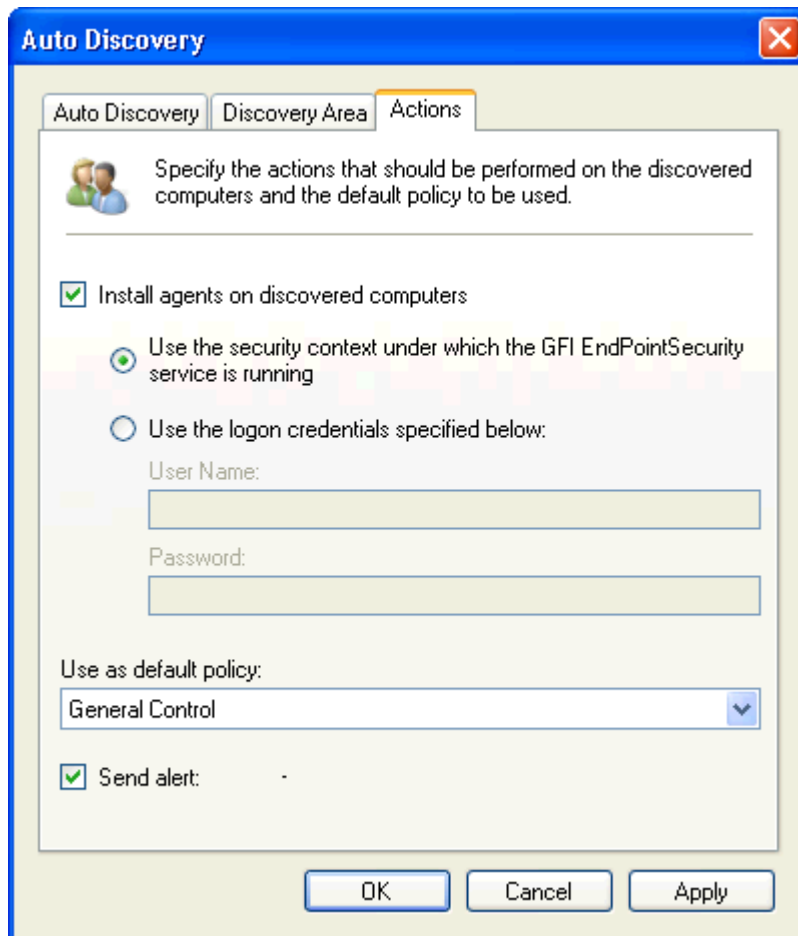 Auto Discovery
Auto Discovery
Discovery Area
Actions
Specify the actions that should be performed on the discovered
computers and the default policy to be used.
Install agents on discovered computers
Use the security context under which the GFI EndPointSecurity
service is running
Use the logon credentials specified below:
User Name:
Password:
Use as default policy:
General Control
Send alert: -
OK
Cancel
Apply